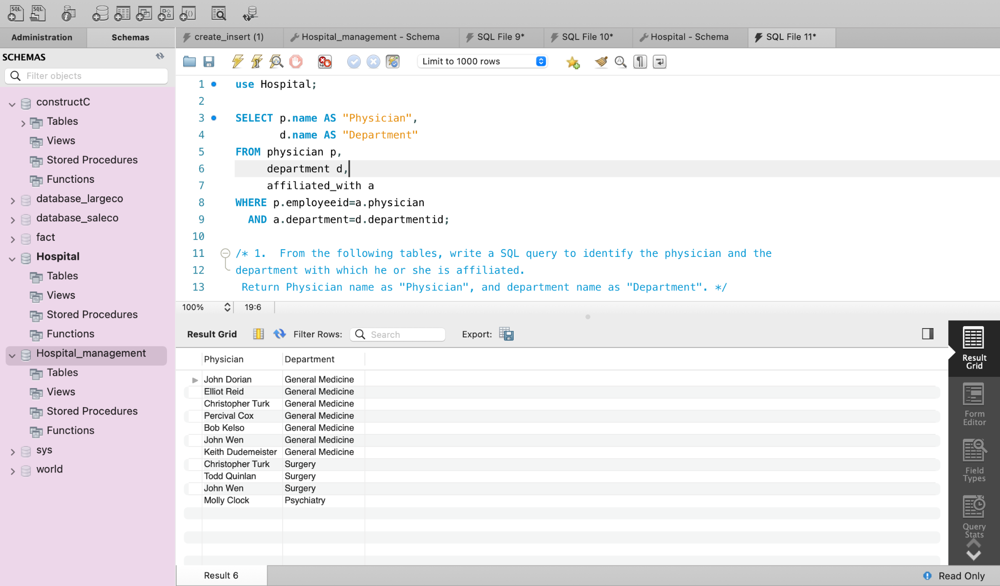 SQL SQL
Administration Schemas create_insert (1) Hospital_management - Schema SQL File 9* SQL File 10* Hospital - Schema SQL File 11*
SCHEMAS
Filter objects
constructC
Tables
Views
Stored Procedures
Functions
database_largeco
database_saleco
fact
Hospital
Tables
Views
Stored Procedures
Functions
Hospital_management
Tables
Views
Stored Procedures
Functions
sys
world
Limit to 1000 rows
1 use Hospital;
2
3 SELECT p.name AS "Physician",
4 d.name AS "Department"
5 FROM physician p,
6 department d,
7 affiliated_with a
8 WHERE p.employeeid=a.physician
9 AND a.department=d.departmentid;
10
11 /* 1. From the following tables, write a SQL query to identify the physician and the
12 department with which he or she is affiliated.
13 Return Physician name as "Physician", and department name as "Department". */
100% 19:6
Result Grid Filter Rows: Search Export:
Physician Department
John Dorian General Medicine
Elliot Reid General Medicine
Christopher Turk General Medicine
Percival Cox General Medicine
Bob Kelso General Medicine
John Wen General Medicine
Keith Dudemeister General Medicine
Christopher Turk Surgery
Todd Quinlan Surgery
John Wen Surgery
Molly Clock Psychiatry
Result
Grid
Form
Editor
Field
Types
Query
Stats
Result 6
Read Only